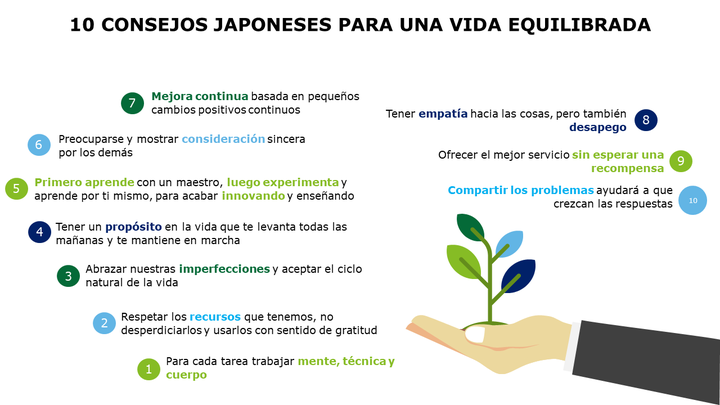 10 CONSEJOS JAPONESES PARA UNA VIDA EQUILIBRADA
7
Mejora continua basada en pequeños
cambios positivos continuos
6
Preocuparse y mostrar consideración sincera
por los demás
5
Primero aprende con un maestro, luego experimenta y
aprende por ti mismo, para acabar innovando y enseñando
4
Tener un propósito en la vida que te levanta todas las
mañanas y te mantiene en marcha
3
Abrazar nuestras imperfecciones y aceptar el ciclo
natural de la vida
2
Respetar los recursos que tenemos, no
desperdiciarlos y usarlos con sentido de gratitud
1
Para cada tarea trabajar mente, técnica y
cuerpo
Tener empatía hacia las cosas, pero también
desapego
8
Ofrecer el mejor servicio sin esperar una
recompensa
9
Compartir los problemas ayudará a que
crezcan las respuestas
10